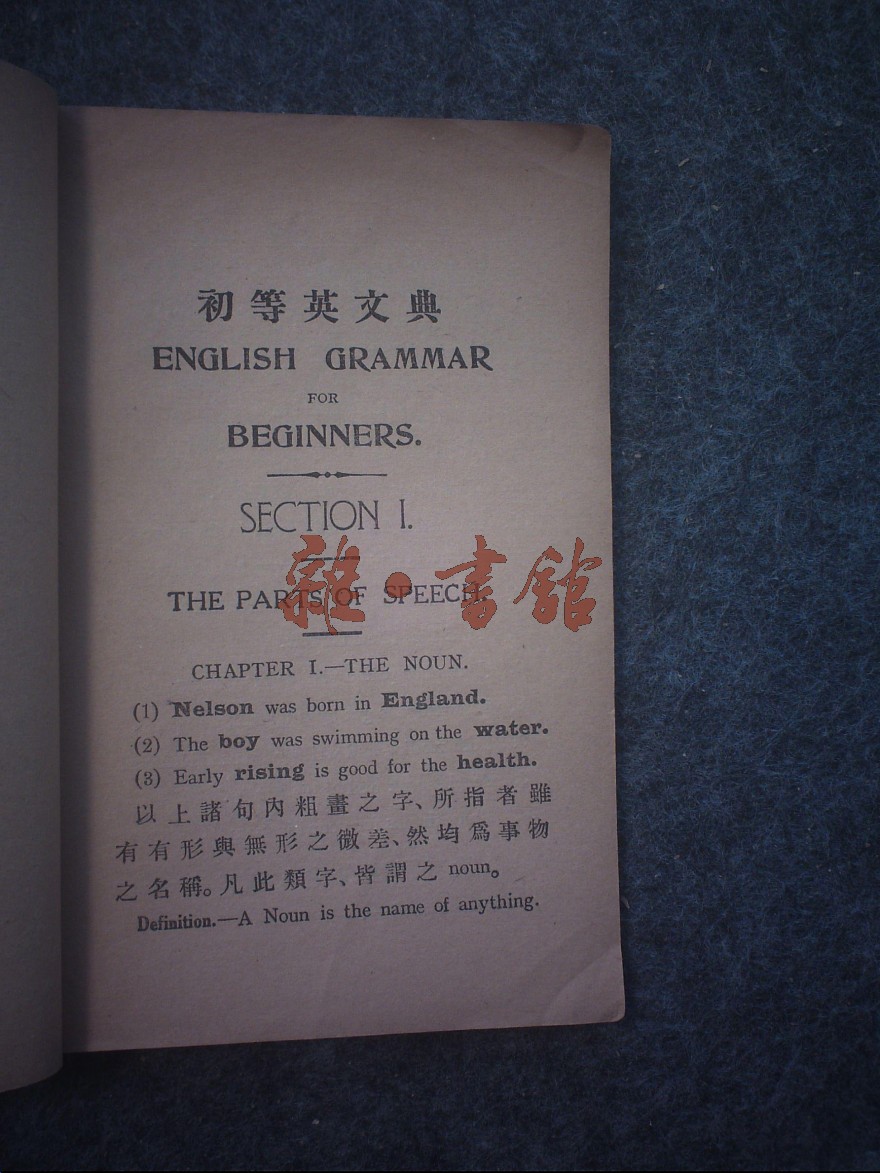 初等英文典
ENGLISH GRAMMAR
FOR
BEGINNERS.
SECTION I.
雜·書館
THE PARTS OF SPEECH.
CHAPTER I.—THE NOUN.
(1) Nelson was born in England.
(2) The boy was swimming on the water.
(3) Early rising is good for the health.
以上諸句內粗畫之字、所指者雖
有有形與無形之微差、然均爲事物
之名稱。凡此類字、皆謂之 noun。
Definition.—A Noun is the name of anything.